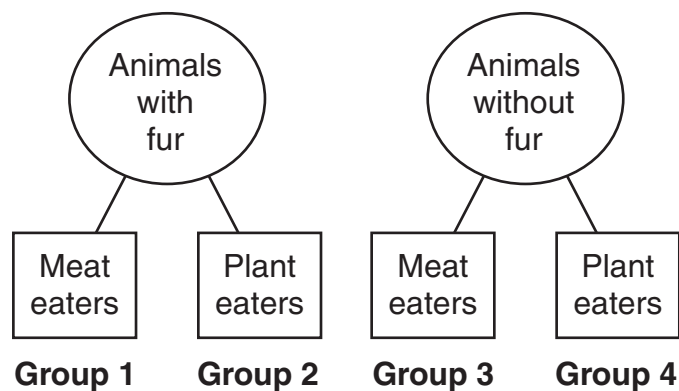 Animals
with
fur
Animals
without
fur
Meat
eaters
Plant
eaters
Meat
eaters
Plant
eaters
Group 1
Group 2
Group 3
Group 4